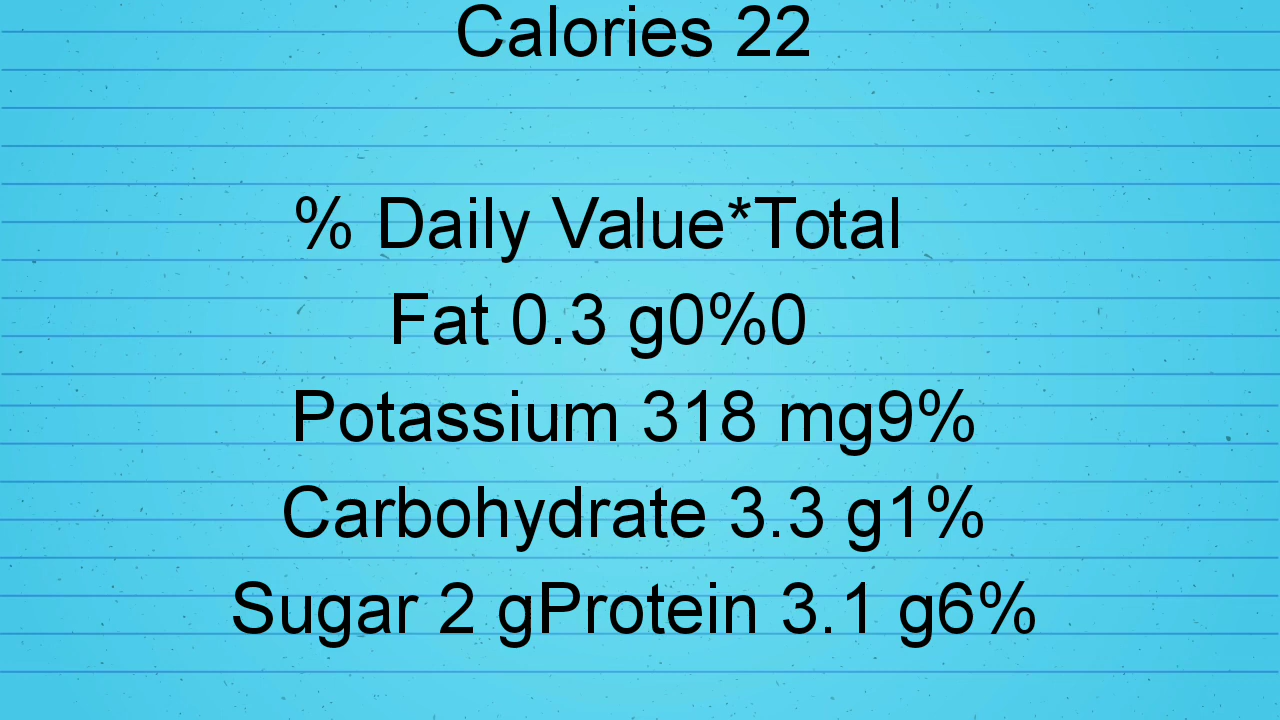 Calories 22
% Daily Value*Total
Fat 0.3 g0%0
Potassium 318 mg9%
Carbohydrate 3.3 g1%
Sugar 2 gProtein 3.1 g6%